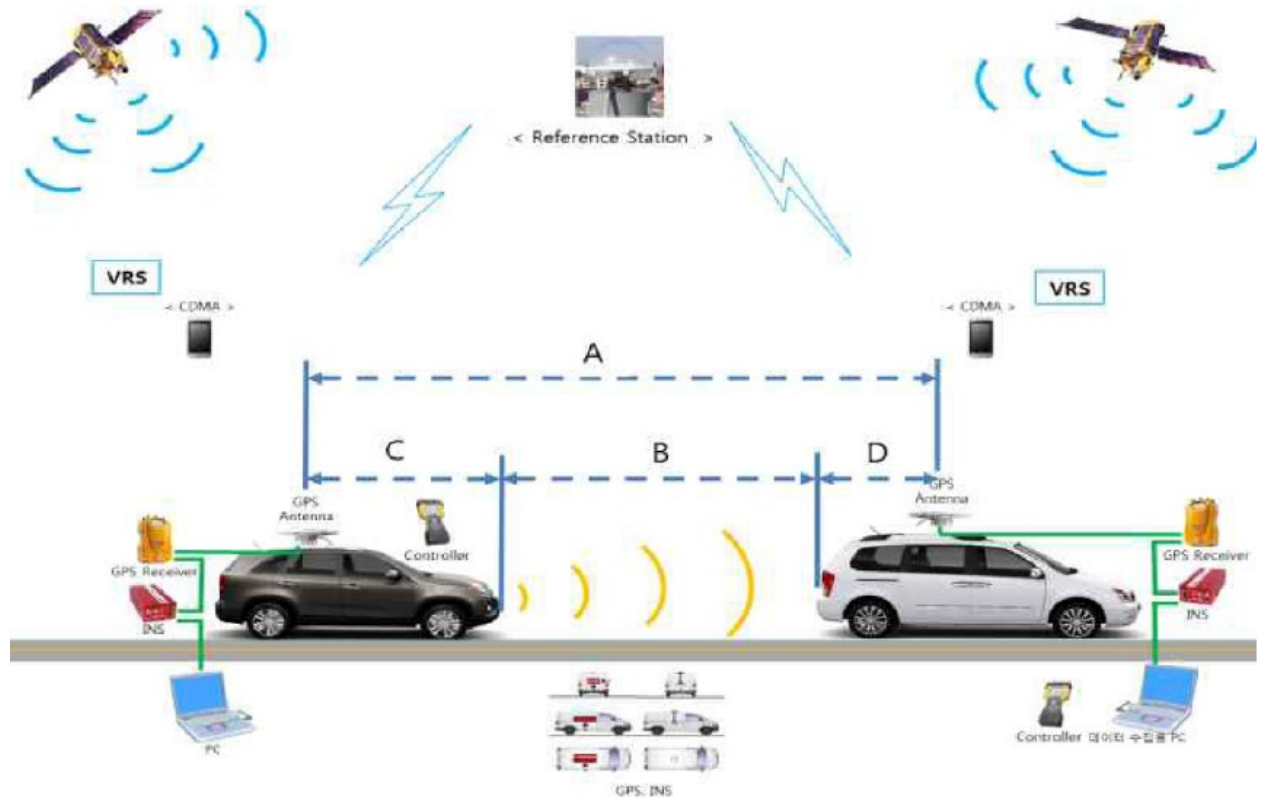 < Reference Station >
VRS
< CDMA >
VRS
< CDMA >
A
C
B
D
GPS
Antenna
Controller
GPS Receiver
INS
PC
GPS
Antenna
GPS Receiver
INS
Controller 데이터 수집용 PC
GPS. INS